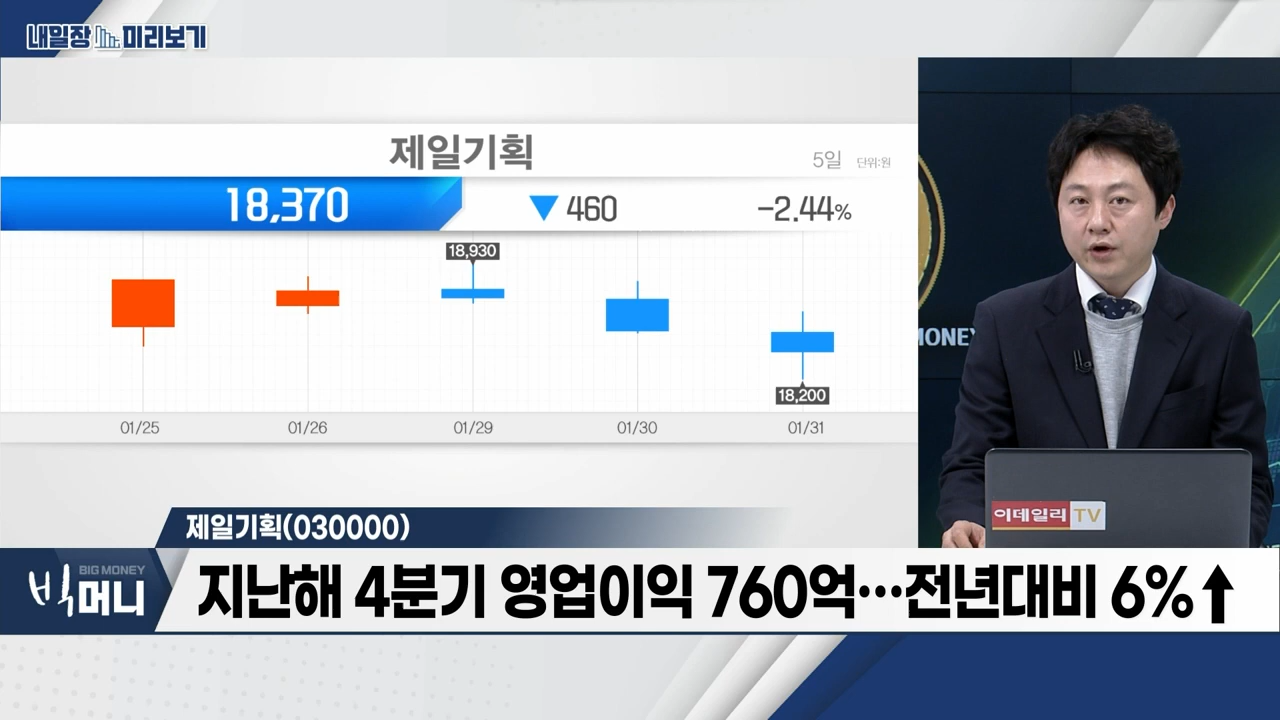 내일장 미리보기
제일기획
5일 단위:원
18,370 ▼ 460 -2.44%
18,930
18,200
01/25 01/26 01/29 01/30 01/31
MONEY
이데일리 TV
제일기획(030000)
BIG MONEY
빅머니
지난해 4분기 영업이익 760억…전년대비 6%↑